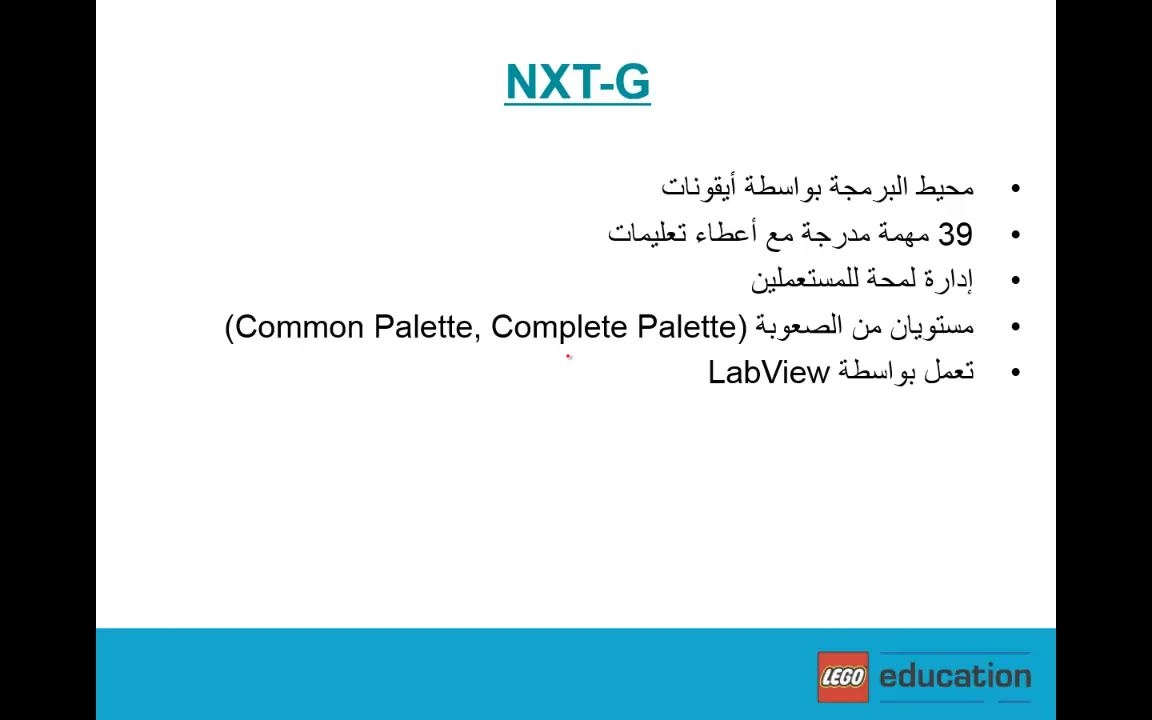 NXT-G
• محيط البرمجة بواسطة أيقونات
• 39 مهمة مدرجة مع أعطاء تعليمات
• إدارة لمحة للمستعملين
• مستويان من الصعوبة (Common Palette, Complete Palette)
• تعمل بواسطة LabView
LEGO education